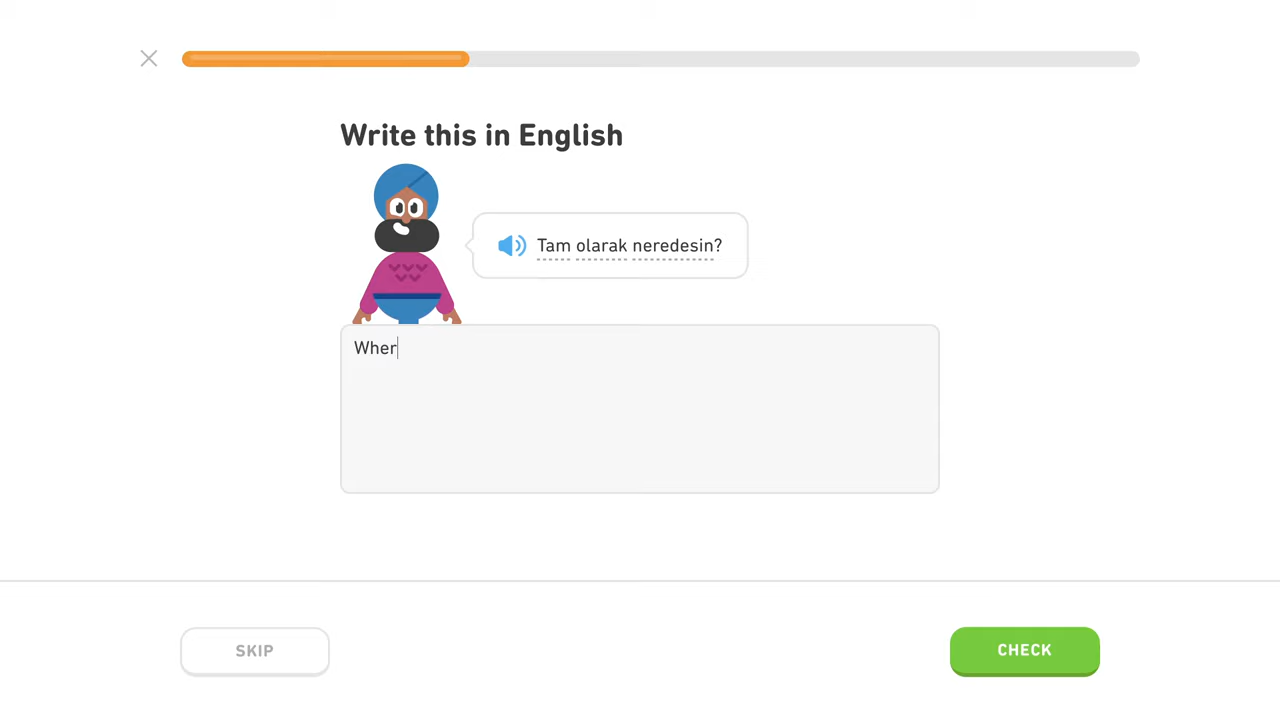 Write this in English
Tam olarak neredesin?
Wher
SKIP
CHECK